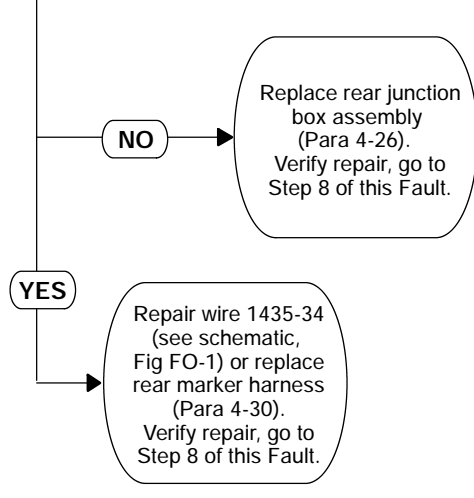 Replace rear junction
box assembly
(Para 4-26).
Verify repair, go to
Step 8 of this Fault.
NO
YES
Repair wire 1435-34
(see schematic,
Fig FO-1) or replace
rear marker harness
(Para 4-30).
Verify repair, go to
Step 8 of this Fault.